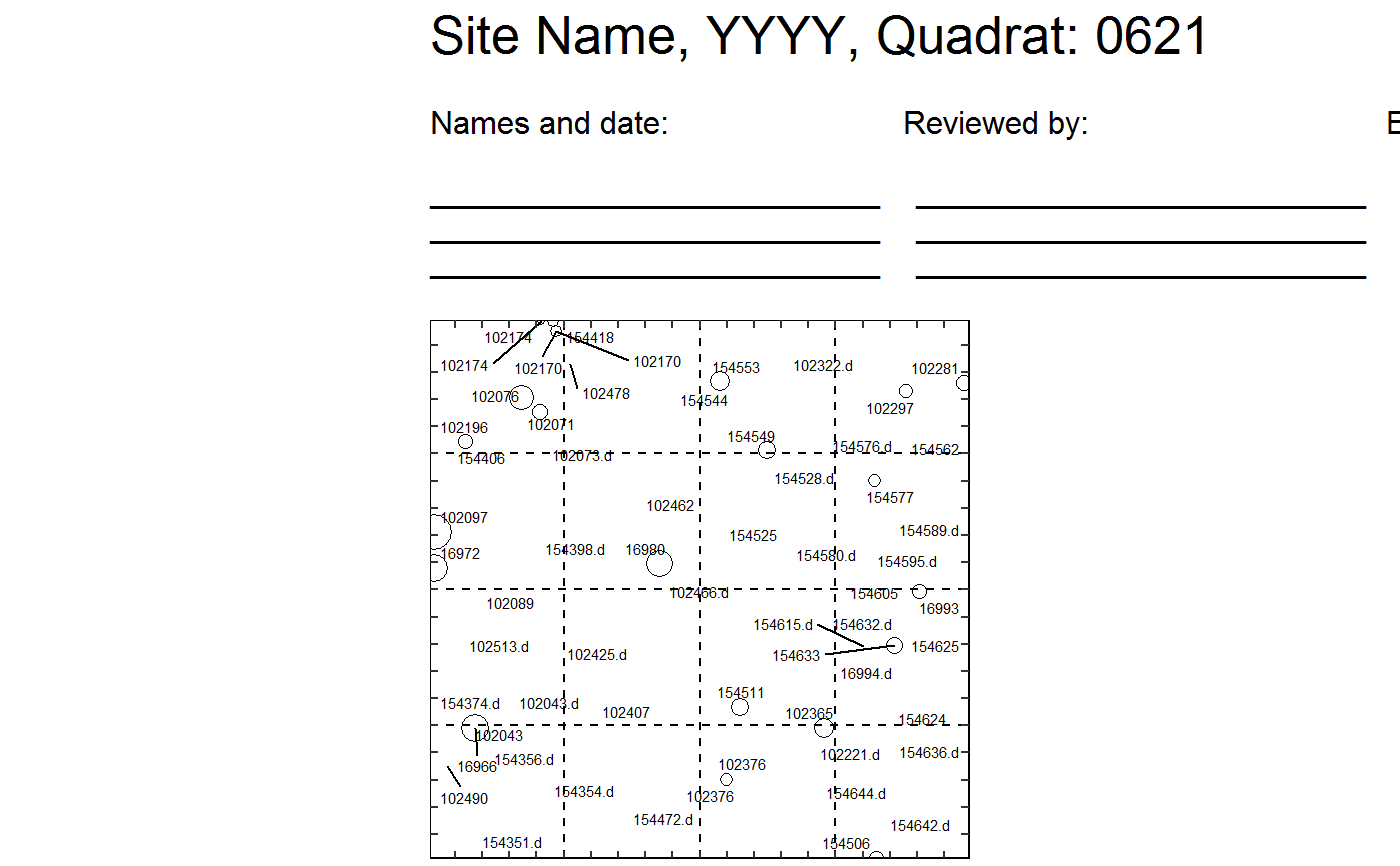 Site Name, YYYY, Quadrat: 0621
Names and date: Reviewed by: E
102174 154418
102174 102170 102170 154553 102322.d 102281
102076 102478 154544 102297
102196 102071 154549
154406 102073.d 154576.d 154562
154528.d
102462 154577
102097 154525 154589.d
16972 154398.d 16980 154580.d 154595.d
102089 102466.d 154605 16993
154615.d 154632.d
102513.d 102425.d 154633 154625
16994.d
154374.d 102043.d 102407 154511 102365 154624
102043
16966 154356.d 102376 102221.d 154636.d
102490 154354.d 102376 154644.d
154472.d 154642.d
154351.d 154506